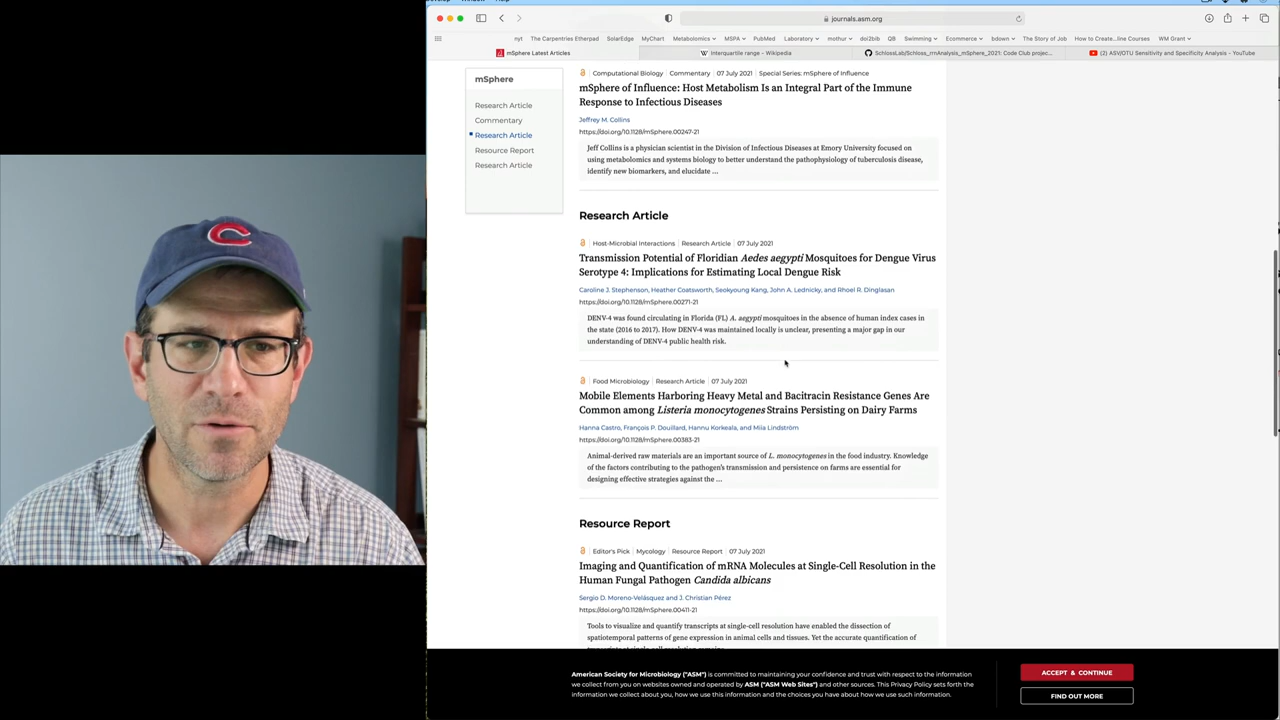 journals.asm.org
nyt The Carpentries Etherpad SolarEdge MyChart Metabolomics MSPA PubMed Laboratory mothur doi2bib QB Swimming Ecommerce bdown The Story of Job How to Create...line Courses WM Grant
mSphere Latest Articles
Interquartile range - Wikipedia
SchlossLab/Schloss_rrnAnalysis_mSphere_2021: Code Club projec...
(2) ASV/OTU Sensitivity and Specificity Analysis - YouTube
mSphere
Research Article
Commentary
Research Article
Resource Report
Research Article
Computational Biology | Commentary | 07 July 2021 | Special Series: mSphere of Influence
mSphere of Influence: Host Metabolism Is an Integral Part of the Immune
Response to Infectious Diseases
Jeffrey M. Collins
https://doi.org/10.1128/mSphere.00247-21
Jeff Collins is a physician scientist in the Division of Infectious Diseases at Emory University focused on
using metabolomics and systems biology to better understand the pathophysiology of tuberculosis disease,
identify new biomarkers, and elucidate ...
Research Article
Host-Microbial Interactions | Research Article | 07 July 2021
Transmission Potential of Floridian Aedes aegypti Mosquitoes for Dengue Virus
Serotype 4: Implications for Estimating Local Dengue Risk
Caroline J. Stephenson, Heather Coatsworth, Seokyoung Kang, John A. Lednicky, and Rhoel R. Dinglasan
https://doi.org/10.1128/mSphere.00271-21
DENV-4 was found circulating in Florida (FL) A. aegypti mosquitoes in the absence of human index cases in
the state (2016 to 2017). How DENV-4 was maintained locally is unclear, presenting a major gap in our
understanding of DENV-4 public health risk.
Food Microbiology | Research Article | 07 July 2021
Mobile Elements Harboring Heavy Metal and Bacitracin Resistance Genes Are
Common among Listeria monocytogenes Strains Persisting on Dairy Farms
Hanna Castro, François P. Douillard, Hannu Korkeala, and Miia Lindström
https://doi.org/10.1128/mSphere.00383-21
Animal-derived raw materials are an important source of L. monocytogenes in the food industry. Knowledge
of the factors contributing to the pathogen's transmission and persistence on farms are essential for
designing effective strategies against the ...
Resource Report
Editor's Pick | Mycology | Resource Report | 07 July 2021
Imaging and Quantification of mRNA Molecules at Single-Cell Resolution in the
Human Fungal Pathogen Candida albicans
Sergio D. Moreno-Velásquez and J. Christian Pérez
https://doi.org/10.1128/mSphere.00411-21
Tools to visualize and quantify transcripts at single-cell resolution have enabled the dissection of
spatiotemporal patterns of gene expression in animal cells and tissues. Yet the accurate quantification of
American Society for Microbiology ("ASM") is committed to maintaining your confidence and trust with respect to the information
we collect from you on websites owned and operated by ASM ("ASM Web Sites") and other sources. This Privacy Policy sets forth the
information we collect about you, how we use this information and the choices you have about how we use such information.
ACCEPT & CONTINUE
FIND OUT MORE